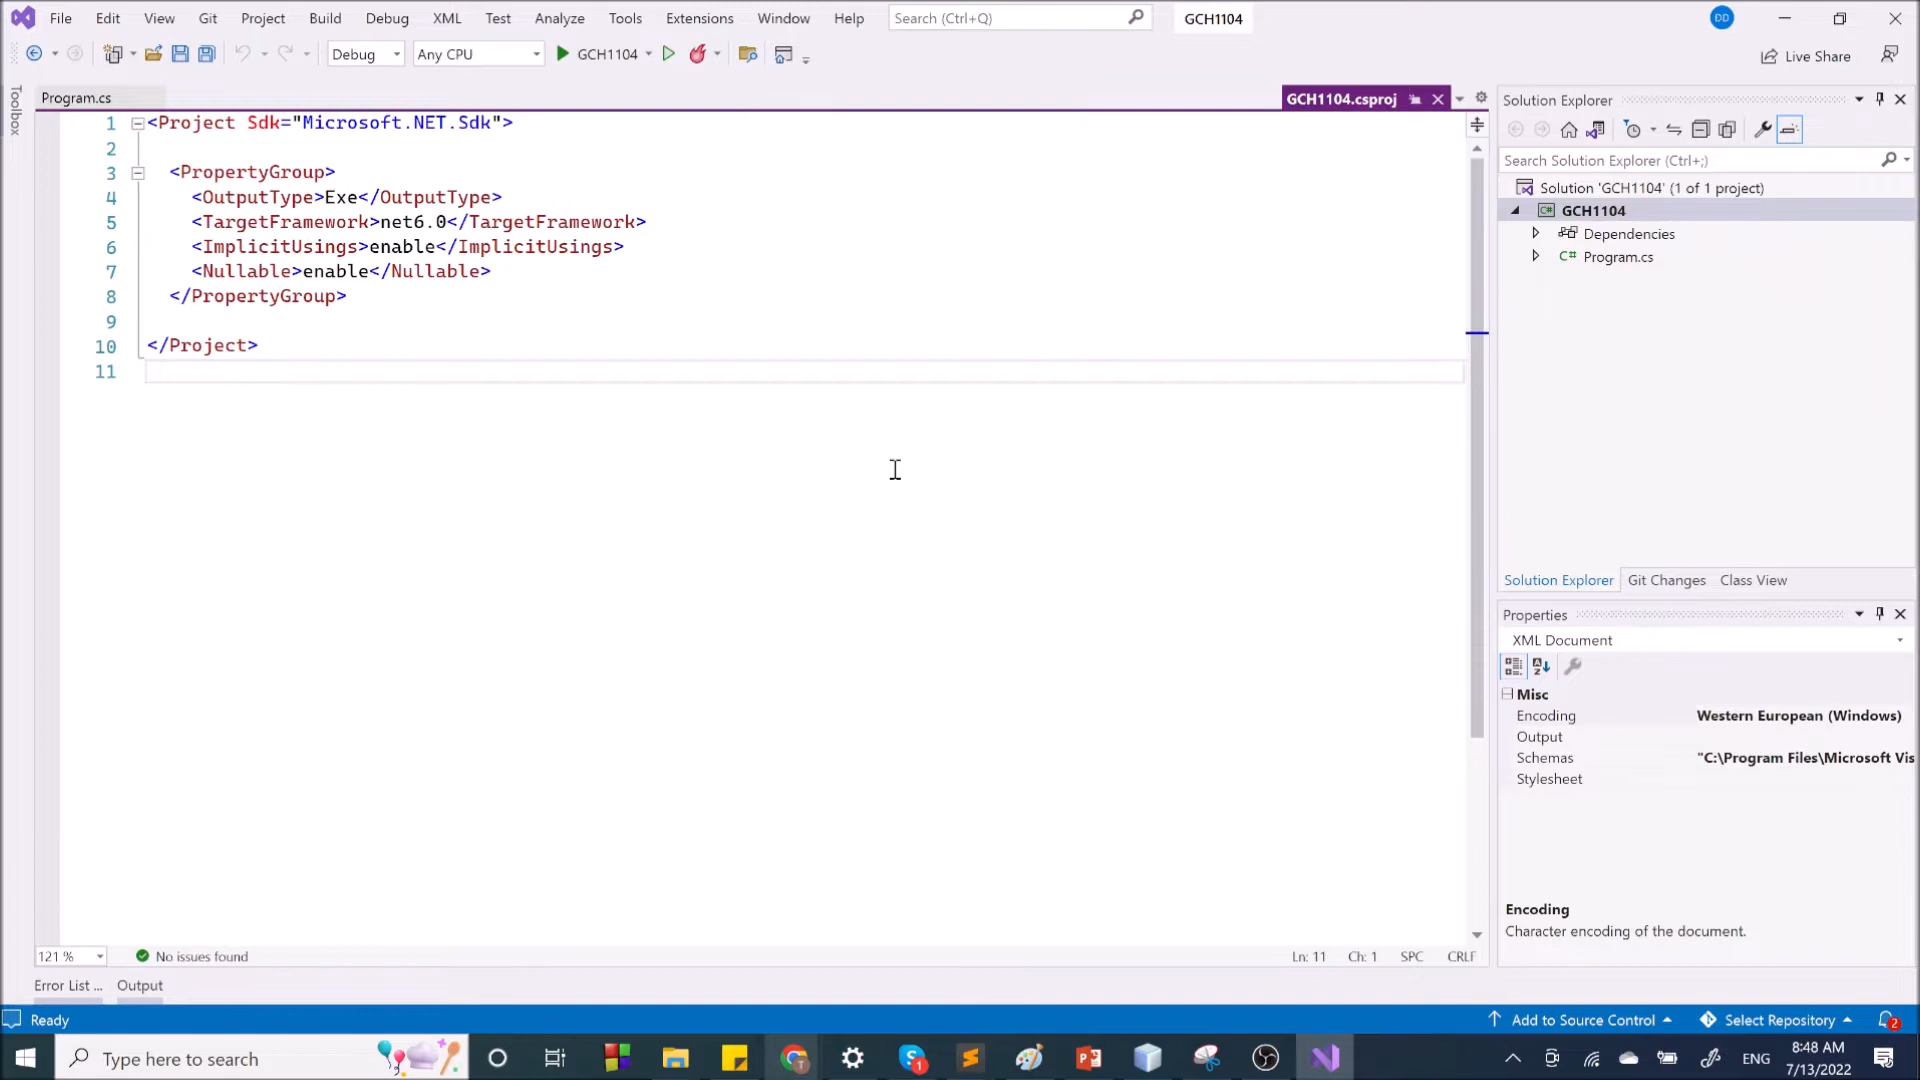 File Edit View Git Project Build Debug XML Test Analyze Tools Extensions Window Help Search (Ctrl+Q) GCH1104 DD
Debug Any CPU GCH1104 Live Share
Toolbox
Program.cs GCH1104.csproj
1 <Project Sdk="Microsoft.NET.Sdk">
2
3 <PropertyGroup>
4 <OutputType>Exe</OutputType>
5 <TargetFramework>net6.0</TargetFramework>
6 <ImplicitUsings>enable</ImplicitUsings>
7 <Nullable>enable</Nullable>
8 </PropertyGroup>
9
10 </Project>
11
Solution Explorer
Search Solution Explorer (Ctrl+;)
Solution 'GCH1104' (1 of 1 project)
C# GCH1104
Dependencies
C# Program.cs
Solution Explorer Git Changes Class View
Properties
XML Document
Misc
Encoding Western European (Windows)
Output
Schemas "C:\Program Files\Microsoft Vis
Stylesheet
Encoding
Character encoding of the document.
121 % No issues found Ln: 11 Ch: 1 SPC CRLF
Error List ... Output
Ready Add to Source Control Select Repository 2
Type here to search ENG 8:48 AM
7/13/2022